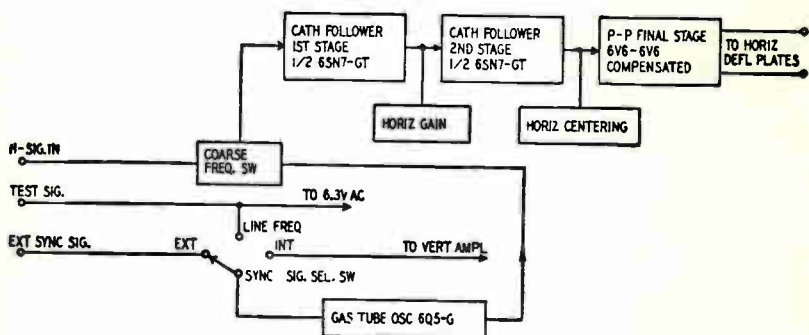 CATH FOLLOWER
1ST STAGE
1/2 6SN7-GT
CATH FOLLOWER
2ND STAGE
1/2 6SN7-GT
P-P FINAL STAGE
6V6-6V6
COMPENSATED
TO HORIZ
DEFL PLATES
HORIZ GAIN
HORIZ CENTERING
H-SIG.IN
COARSE
FREQ. SW
TEST SIG.
TO 6.3V AC
LINE FREQ
EXT SYNC SIG.
EXT
INT
TO VERT AMPL
SYNC SIG. SEL. SW
GAS TUBE OSC 6Q5-G